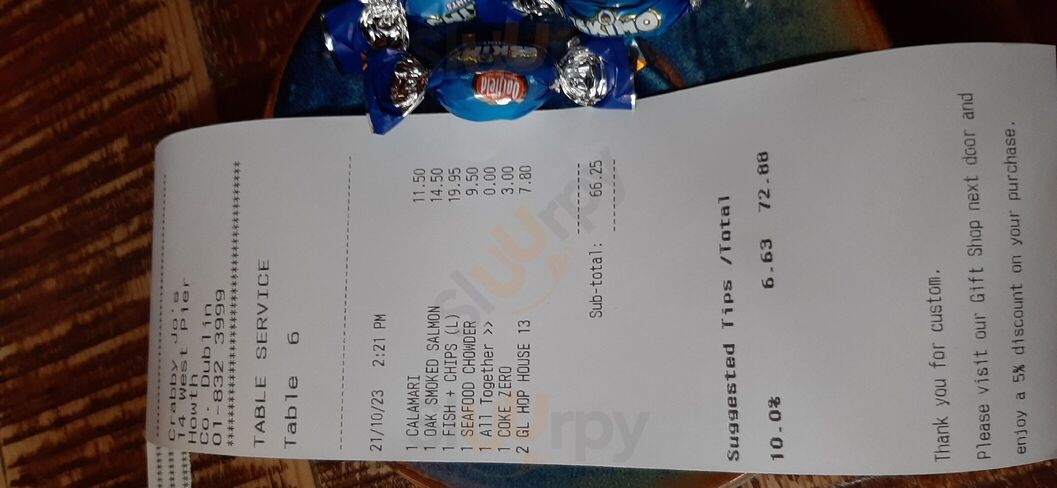 ************************
Crabby Jo's
14 West Pier
Howth
Co. Dublin
01-832 3999
********************************
TABLE SERVICE
Table 6
--------------------------------
21/10/23 2:21 PM
1 CALAMARI 11.50
1 OAK SMOKED SALMON 14.50
1 FISH + CHIPS (L) 19.95
1 SEAFOOD CHOWDER 9.50
1 All Together >> 0.00
1 COKE ZERO 3.00
2 GL HOP HOUSE 13 7.80
--------
Sub-total: 66.25
--------
Suggested Tips /Total
10.0% 6.63 72.88
Thank you for custom.
Please visit our Gift Shop next door and
enjoy a 5% discount on your purchase.
Oatfield
Sluurpy